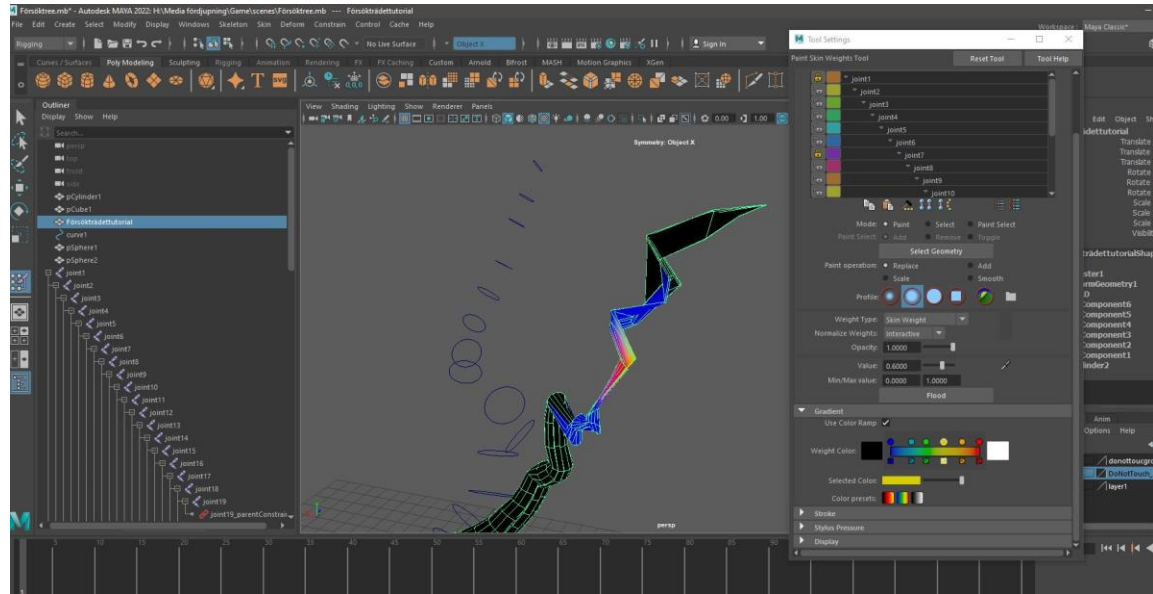 Försöktree.mb* - Autodesk MAYA 2022: H:\Media fördjupning\Game\scenes\Försöktree.mb --- Försökträdettutorial
File Edit Create Select Modify Display Windows Skeleton Skin Deform Constrain Control Cache Help
Workspace: Maya Classic*
Rigging No Live Surface Object X Sign In
Curves / Surfaces Poly Modeling Sculpting Rigging Animation Rendering FX FX Caching Custom Arnold Bifrost MASH Motion Graphics XGen
T SVG
Outliner
Display Show Help
Search...
persp
top
front
side
pCylinder1
pCube1
Försökträdettutorial
curve1
pSphere1
pSphere2
joint1
joint2
joint3
joint4
joint5
joint6
joint7
joint8
joint9
joint10
joint11
joint12
joint13
joint14
joint15
joint16
joint17
joint18
joint19
joint19_parentConstrain
View Shading Lighting Show Renderer Panels
0.00 1.00
Symmetry: Object X
persp
Tool Settings
Paint Skin Weights Tool Reset Tool Tool Help
joint1
joint2
joint3
joint4
joint5
joint6
joint7
joint8
joint9
joint10
Mode: Paint Select Paint Select
Paint Select: Add Remove Toggle
Select Geometry
Paint operation: Replace Add
Scale Smooth
Profile:
Weight Type: Skin Weight
Normalize Weights: Interactive
Opacity: 1.0000
Value: 0.6000
Min/Max value: 0.0000 1.0000
Flood
Gradient
Use Color Ramp
Weight Color:
Selected Color:
Color presets:
Stroke
Stylus Pressure
Display
Edit Object Sh
dettutorial
Translate
Translate
Translate
Rotate
Rotate
Rotate
Scale
Scale
Scale
Visibil
trädettutorialShap
ster1
ormGeometry1
D
Component6
Component5
Component4
Component3
Component2
Component1
linder2
Anim
Options Help
donottoucgro
DoNotTouch_
layer1
5 10 15 20 25 30 35 40 45 50 55 60 65 70 75 80 85 90